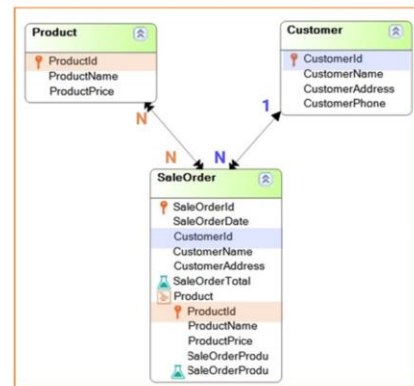 Product
ProductId
ProductName
ProductPrice
Customer
CustomerId
CustomerName
CustomerAddress
CustomerPhone
N
1
N
N
SaleOrder
SaleOrderId
SaleOrderDate
CustomerId
CustomerName
CustomerAddress
SaleOrderTotal
Product
ProductId
ProductName
ProductPrice
SaleOrderProdu
SaleOrderProdu